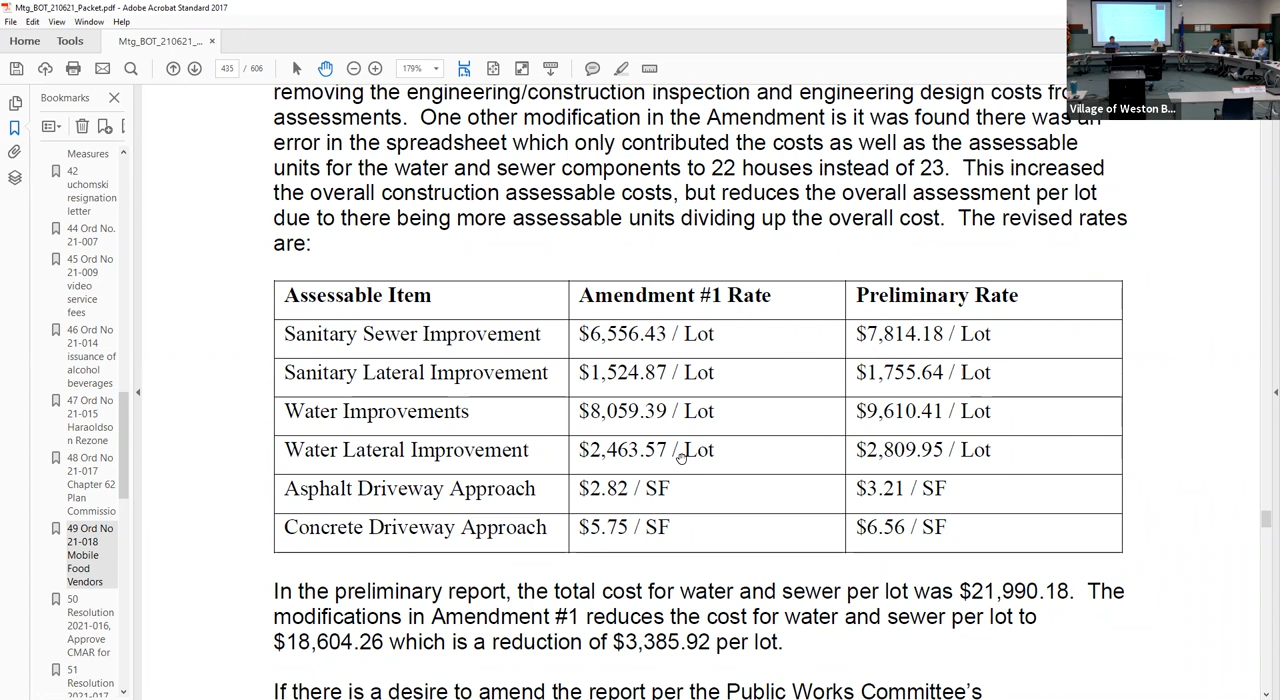 Mtg_BOT_210621_Packet.pdf - Adobe Acrobat Standard 2017
File Edit View Window Help
Home Tools Mtg_BOT_210621_... ×
435 / 606 179%
Village of Weston B...
Bookmarks
Measures
42
uchomski
resignation
letter
44 Ord No.
21-007
45 Ord No
21-009
video
service
fees
46 Ord No
21-014
issuance of
alcohol
beverages
47 Ord No
21-015
Haraoldso
n Rezone
48 Ord No
21-017
Chapter 62
Plan
Commissio
49 Ord No
21-018
Mobile
Food
Vendors
50
Resolution
2021-016,
Approve
CMAR for
51
Resolution
2021-017
removing the engineering/construction inspection and engineering design costs fro
assessments. One other modification in the Amendment is it was found there was an
error in the spreadsheet which only contributed the costs as well as the assessable
units for the water and sewer components to 22 houses instead of 23. This increased
the overall construction assessable costs, but reduces the overall assessment per lot
due to there being more assessable units dividing up the overall cost. The revised rates
are:
Assessable Item Amendment #1 Rate Preliminary Rate
Sanitary Sewer Improvement $6,556.43 / Lot $7,814.18 / Lot
Sanitary Lateral Improvement $1,524.87 / Lot $1,755.64 / Lot
Water Improvements $8,059.39 / Lot $9,610.41 / Lot
Water Lateral Improvement $2,463.57 / Lot $2,809.95 / Lot
Asphalt Driveway Approach $2.82 / SF $3.21 / SF
Concrete Driveway Approach $5.75 / SF $6.56 / SF
In the preliminary report, the total cost for water and sewer per lot was $21,990.18. The
modifications in Amendment #1 reduces the cost for water and sewer per lot to
$18,604.26 which is a reduction of $3,385.92 per lot.
If there is a desire to amend the report per the Public Works Committee's